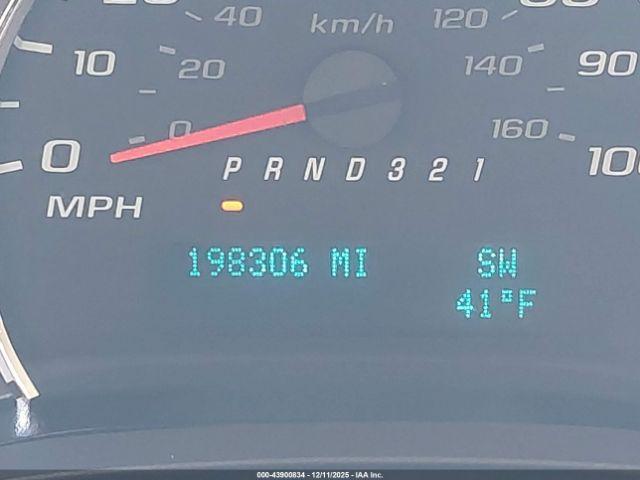 40 km/h 120
10 20 140 90
0 0 160 100
P R N D 3 2 1
MPH
198306 MI SW
41°F
000-43900834 - 12/11/2025 - IAA Inc.